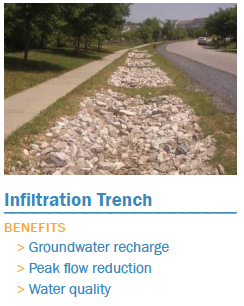 Infiltration Trench
BENEFITS
> Groundwater recharge
> Peak flow reduction
> Water quality